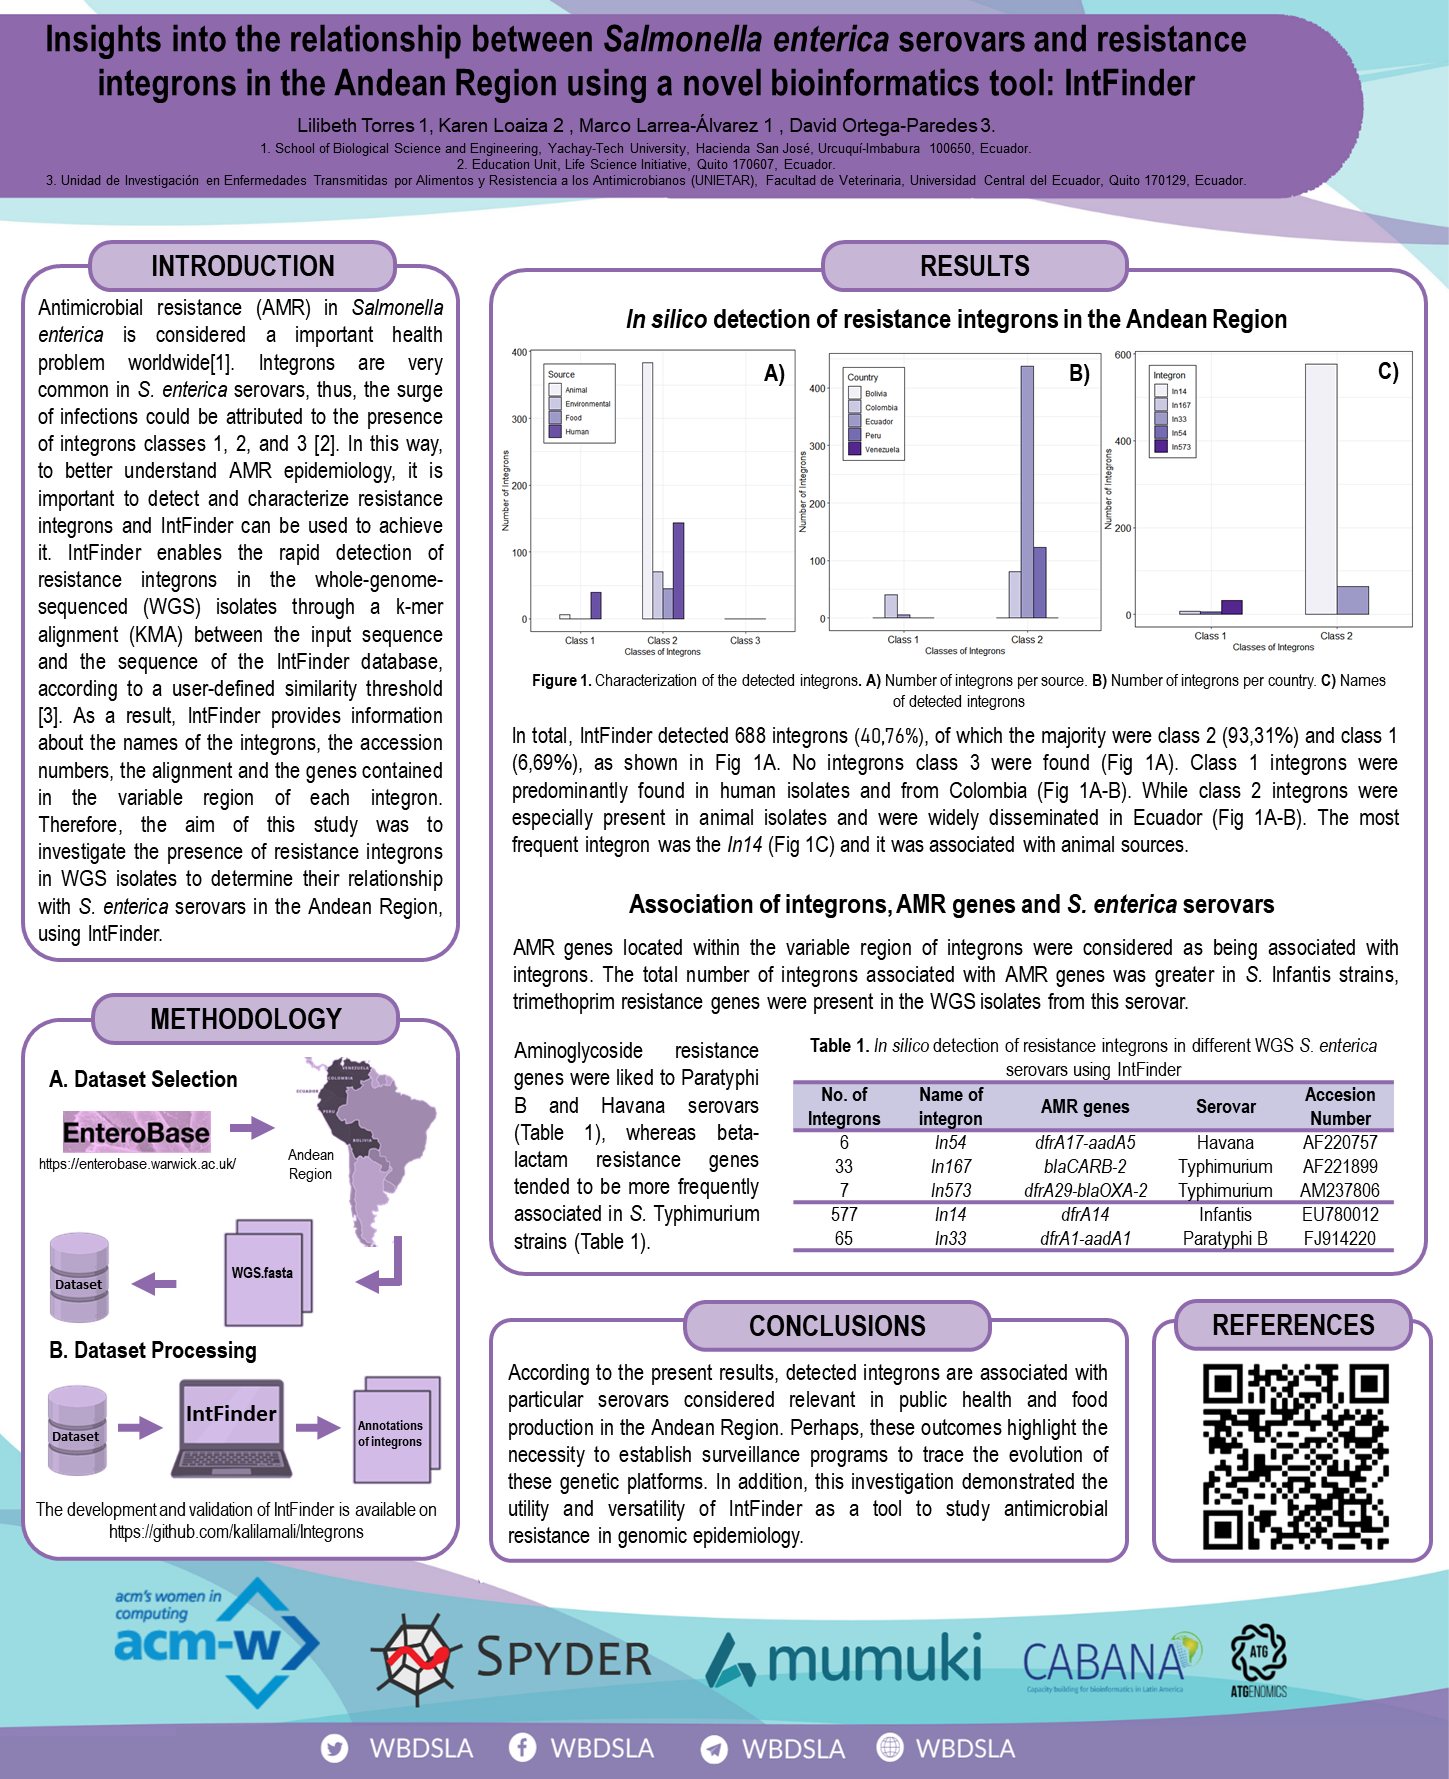 Insights into the relationship between Salmonella enterica serovars and resistance
integrons in the Andean Region using a novel bioinformatics tool: IntFinder
Lilibeth Torres 1, Karen Loaiza 2 , Marco Larrea-Álvarez 1 , David Ortega-Paredes 3.
1. School of Biological Science and Engineering, Yachay-Tech University, Hacienda San José, Urcuquí-Imbabura 100650, Ecuador.
2. Education Unit, Life Science Initiative, Quito 170607, Ecuador.
3. Unidad de Investigación en Enfermedades Transmitidas por Alimentos y Resistencia a los Antimicrobianos (UNIETAR), Facultad de Veterinaria, Universidad Central del Ecuador, Quito 170129, Ecuador.
INTRODUCTION
Antimicrobial resistance (AMR) in Salmonella
enterica is considered a important health
problem worldwide[1]. Integrons are very
common in S. enterica serovars, thus, the surge
of infections could be attributed to the presence
of integrons classes 1, 2, and 3 [2]. In this way,
to better understand AMR epidemiology, it is
important to detect and characterize resistance
integrons and IntFinder can be used to achieve
it. IntFinder enables the rapid detection of
resistance integrons in the whole-genome-
sequenced (WGS) isolates through a k-mer
alignment (KMA) between the input sequence
and the sequence of the IntFinder database,
according to a user-defined similarity threshold
[3]. As a result, IntFinder provides information
about the names of the integrons, the accession
numbers, the alignment and the genes contained
in the variable region of each integron.
Therefore, the aim of this study was to
investigate the presence of resistance integrons
in WGS isolates to determine their relationship
with S. enterica serovars in the Andean Region,
using IntFinder.
METHODOLOGY
A. Dataset Selection
EnteroBase
https://enterobase.warwick.ac.uk/
VENEZUELA
COLOMBIA
ECUADOR
PERU
BOLIVIA
Andean
Region
WGS.fasta
Dataset
B. Dataset Processing
Dataset
IntFinder
Annotations
of integrons
The development and validation of IntFinder is available on
https://github.com/kalilamali/Integrons
RESULTS
In silico detection of resistance integrons in the Andean Region
A)
Source
Animal
Environmental
Food
Human
Number of Integrons
400
300
200
100
0
Class 1 Class 2 Class 3
Classes of Integrons
B)
Country
Bolivia
Colombia
Ecuador
Peru
Venezuela
Number of Integrons
400
300
200
100
0
Class 1 Class 2
Classes of Integrons
C)
Integron
In14
In167
In33
In54
In573
Number of Integrons
600
400
200
0
Class 1 Class 2
Classes of Integrons
Figure 1. Characterization of the detected integrons. A) Number of integrons per source. B) Number of integrons per country. C) Names
of detected integrons
In total, IntFinder detected 688 integrons (40,76%), of which the majority were class 2 (93,31%) and class 1
(6,69%), as shown in Fig 1A. No integrons class 3 were found (Fig 1A). Class 1 integrons were
predominantly found in human isolates and from Colombia (Fig 1A-B). While class 2 integrons were
especially present in animal isolates and were widely disseminated in Ecuador (Fig 1A-B). The most
frequent integron was the In14 (Fig 1C) and it was associated with animal sources.
Association of integrons, AMR genes and S. enterica serovars
AMR genes located within the variable region of integrons were considered as being associated with
integrons. The total number of integrons associated with AMR genes was greater in S. Infantis strains,
trimethoprim resistance genes were present in the WGS isolates from this serovar.
Aminoglycoside resistance
genes were liked to Paratyphi
B and Havana serovars
(Table 1), whereas beta-
lactam resistance genes
tended to be more frequently
associated in S. Typhimurium
strains (Table 1).
Table 1. In silico detection of resistance integrons in different WGS S. enterica
serovars using IntFinder
No. of Integrons Name of integron AMR genes Serovar Accesion Number
6 In54 dfrA17-aadA5 Havana AF220757
33 In167 blaCARB-2 Typhimurium AF221899
7 In573 dfrA29-blaOXA-2 Typhimurium AM237806
577 In14 dfrA14 Infantis EU780012
65 In33 dfrA1-aadA1 Paratyphi B FJ914220
CONCLUSIONS
According to the present results, detected integrons are associated with
particular serovars considered relevant in public health and food
production in the Andean Region. Perhaps, these outcomes highlight the
necessity to establish surveillance programs to trace the evolution of
these genetic platforms. In addition, this investigation demonstrated the
utility and versatility of IntFinder as a tool to study antimicrobial
resistance in genomic epidemiology.
REFERENCES
acm's women in
computing
acm-w
SPYDER
mumuki
CABANA
Capacity building for bioinformatics in Latin America
ATG
ATGENOMICS
WBDSLA WBDSLA WBDSLA WBDSLA